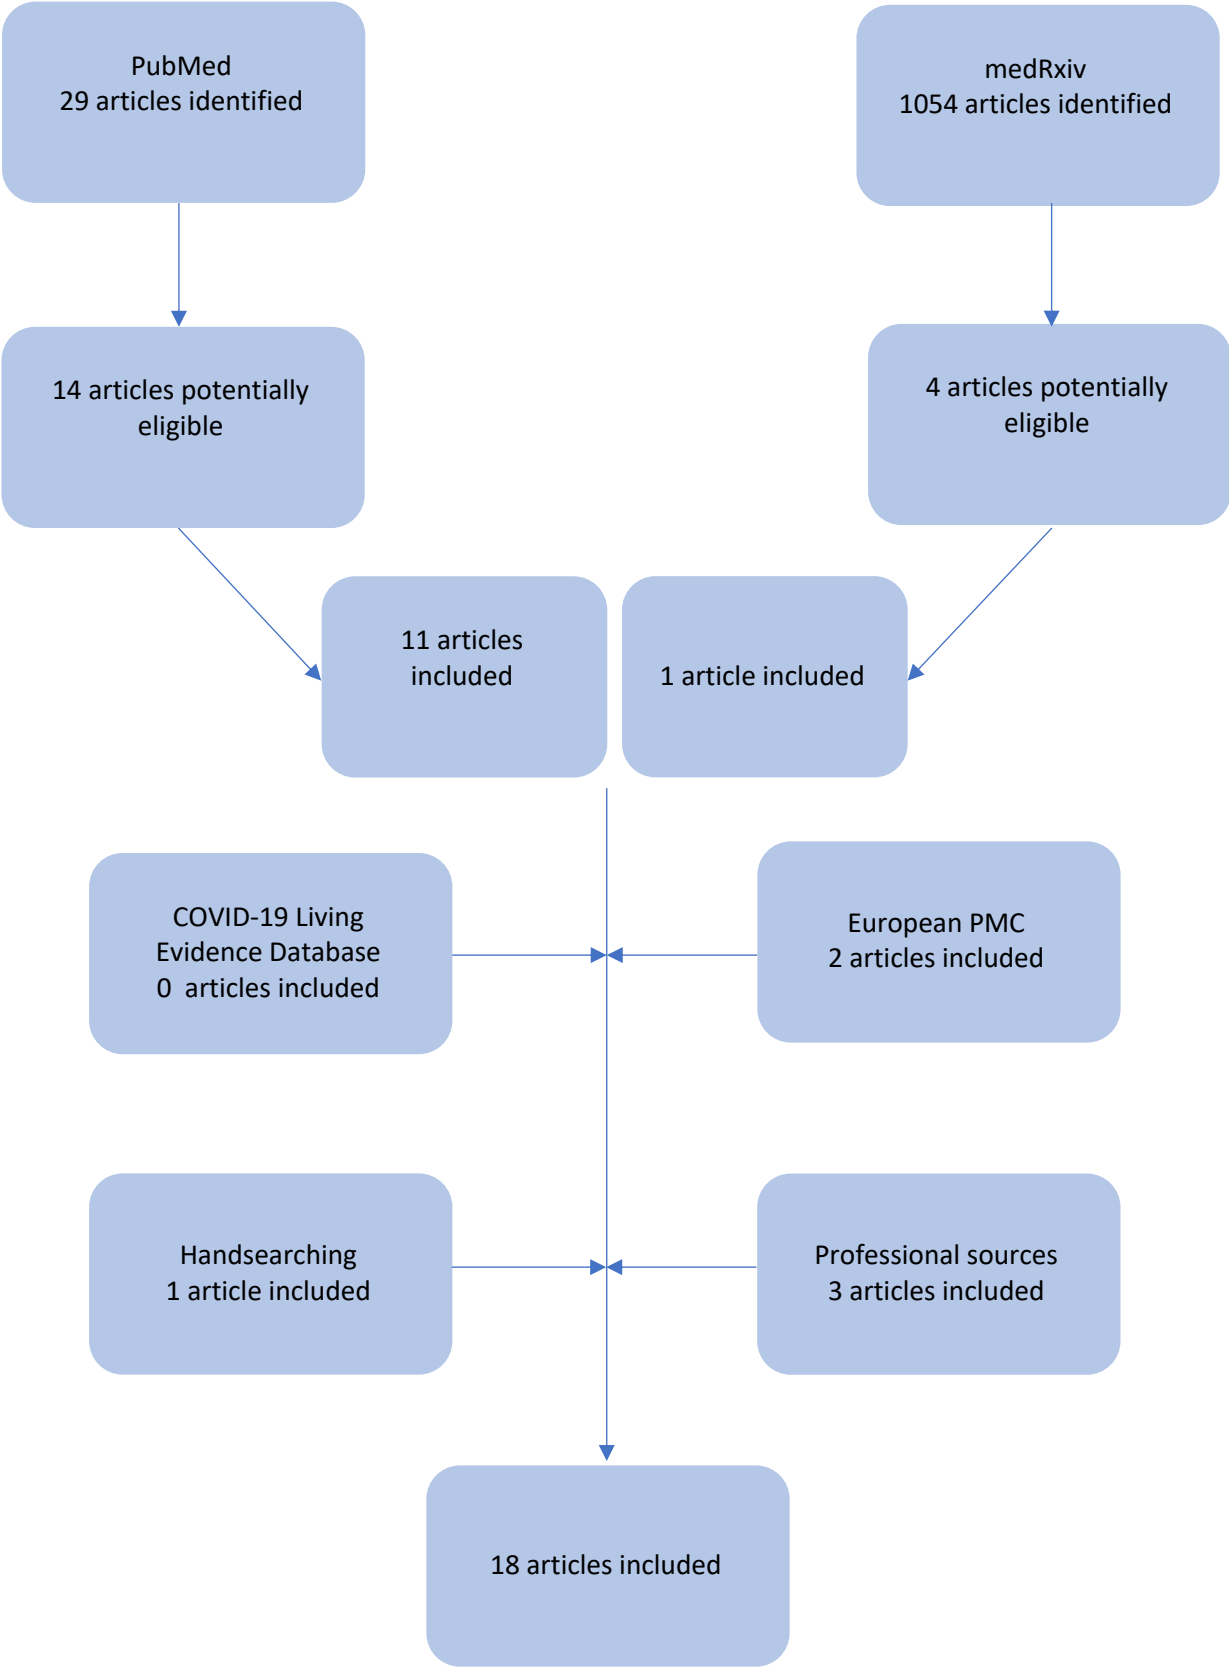 PubMed
29 articles identified
medRxiv
1054 articles identified
14 articles potentially
eligible
4 articles potentially
eligible
11 articles
included
1 article included
COVID-19 Living
Evidence Database
0  articles included
European PMC
2 articles included
Handsearching
1 article included
Professional sources
3 articles included
18 articles included